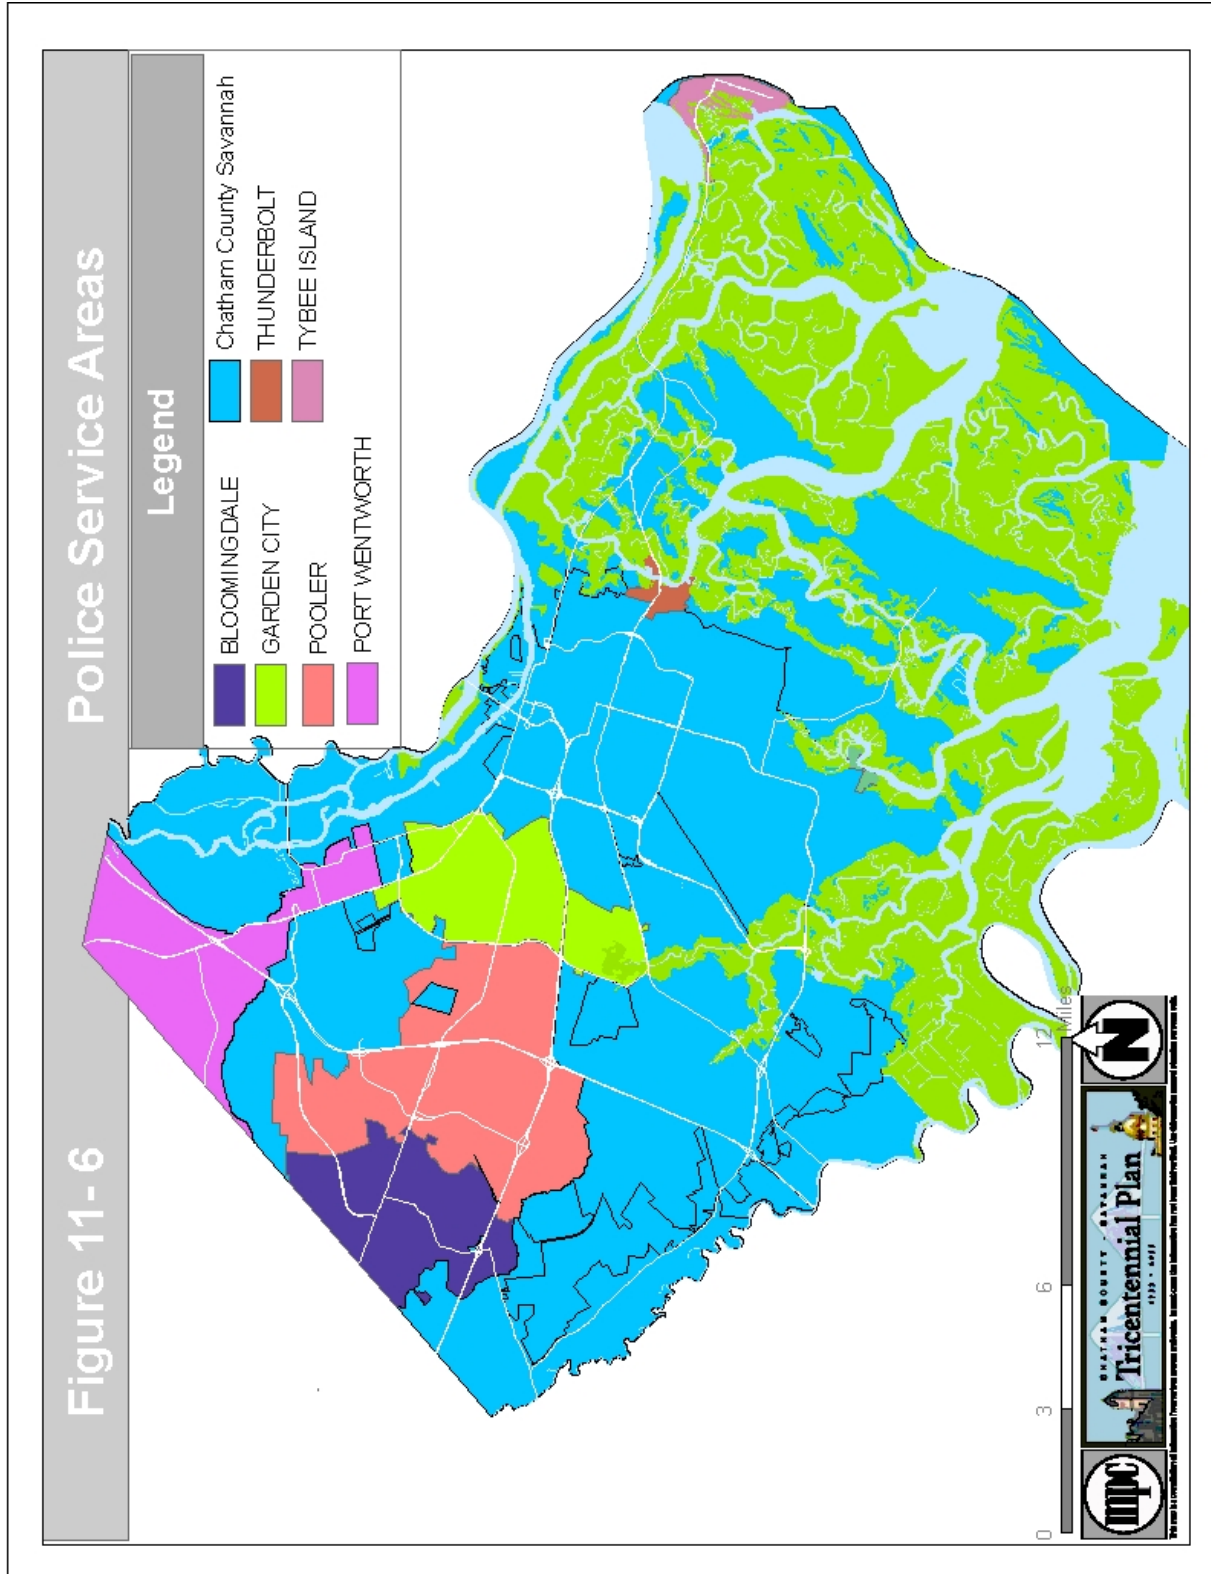 Figure 11- 6
Police Service Areas
Legend
BLOOMINGDALE
GARDEN CITY
POOLER
PORT WENTWORTH
Chatham County Savannah
THUNDERBOLT
TYBEE ISLAND
0
3
6
12
Miles
mpc
CHATHAM COUNTY - SAVANNAH
Tricentennial Plan
N